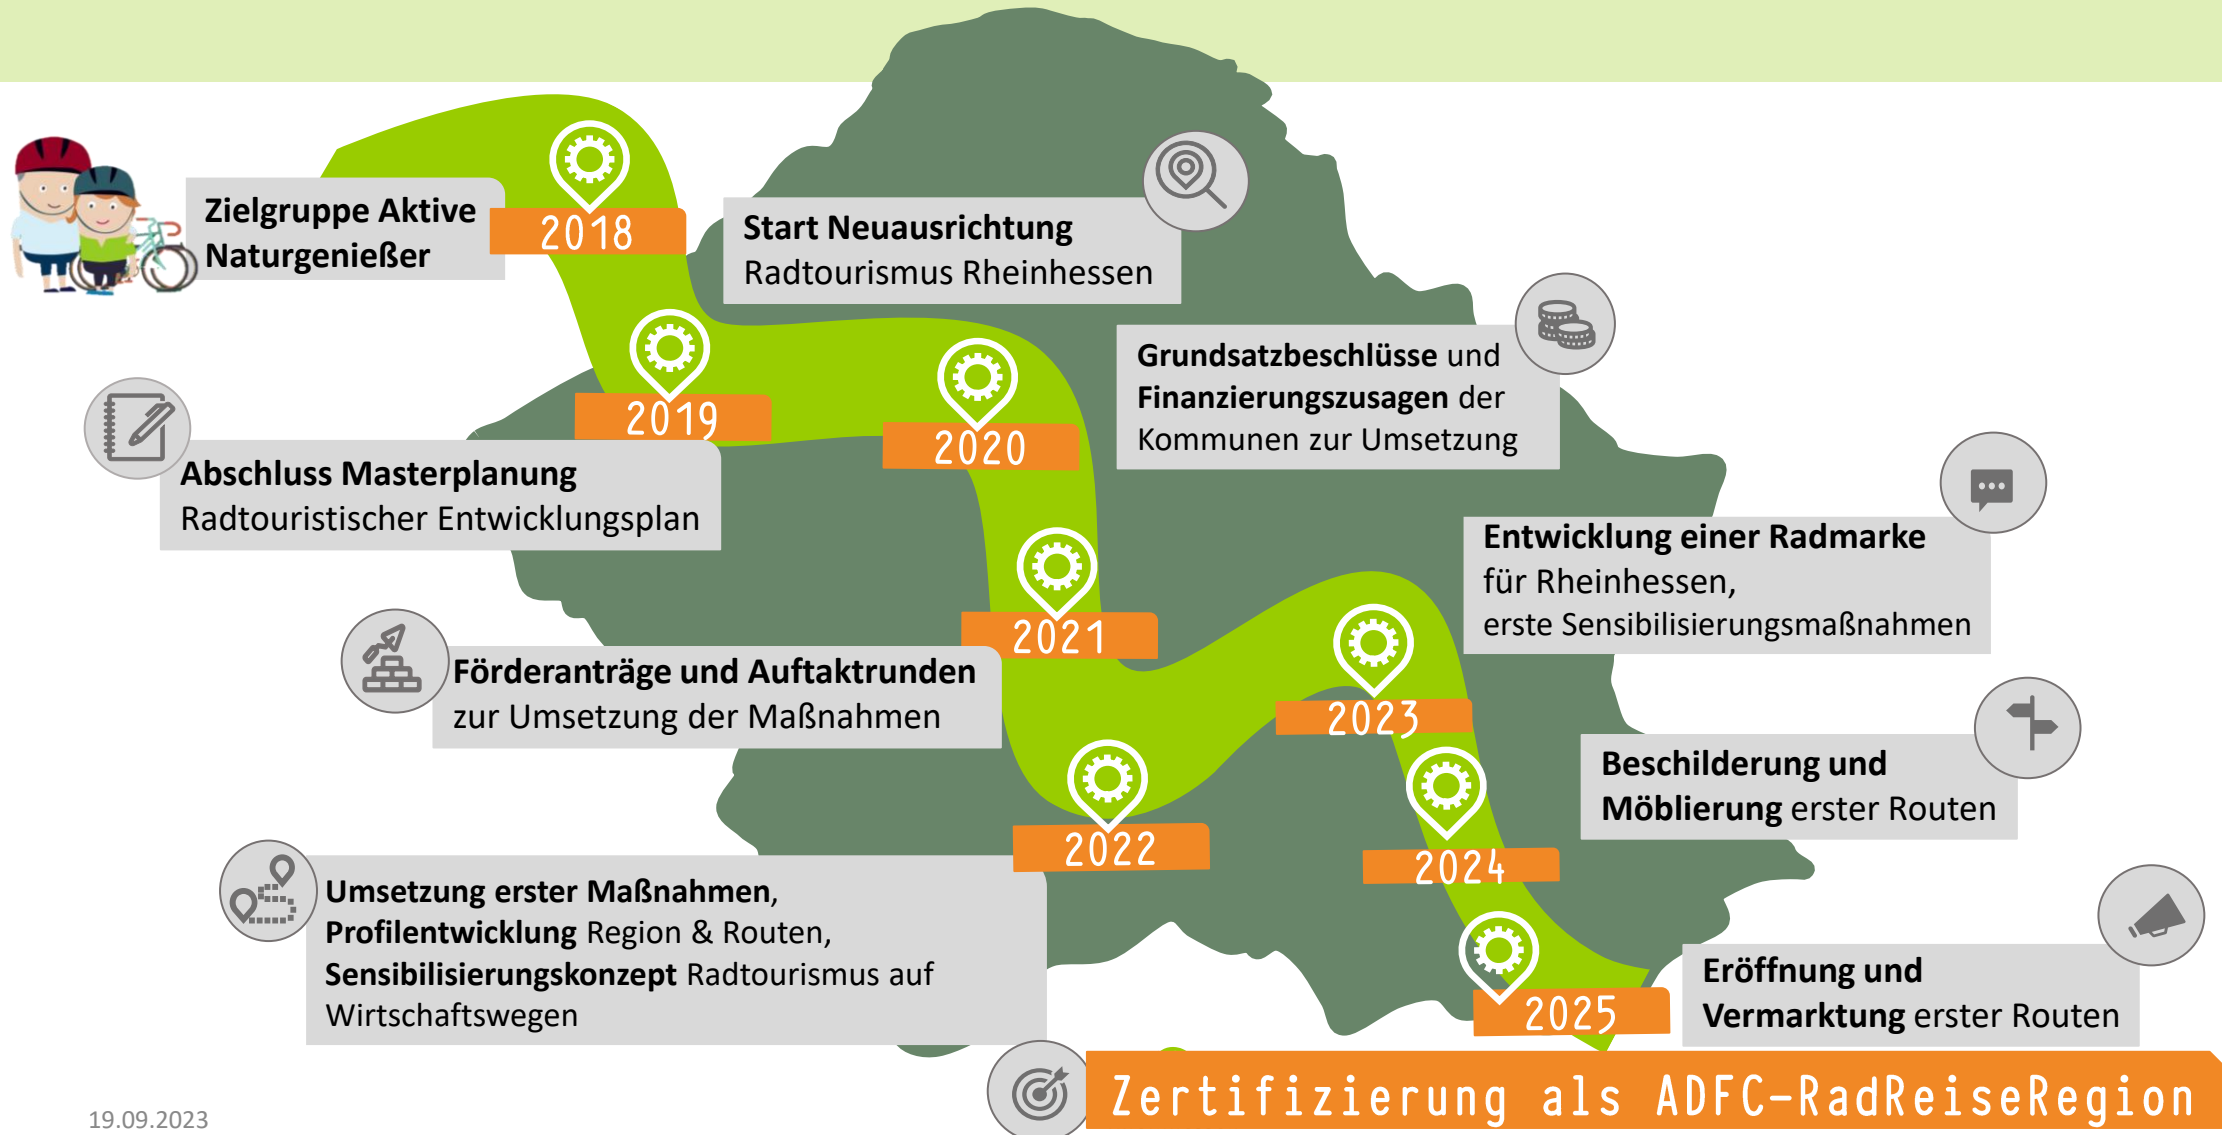 Zielgruppe Aktive
Naturgenießer
2018
Start Neuausrichtung
Radtourismus Rheinhessen
2019
Abschluss Masterplanung
Radtouristischer Entwicklungsplan
2020
Grundsatzbeschlüsse und
Finanzierungszusagen der
Kommunen zur Umsetzung
2021
Förderanträge und Auftaktrunden
zur Umsetzung der Maßnahmen
2022
Umsetzung erster Maßnahmen,
Profilentwicklung Region & Routen,
Sensibilisierungskonzept Radtourismus auf
Wirtschaftswegen
2023
Entwicklung einer Radmarke
für Rheinhessen,
erste Sensibilisierungsmaßnahmen
2024
Beschilderung und
Möblierung erster Routen
2025
Eröffnung und
Vermarktung erster Routen
Zertifizierung als ADFC-RadReiseRegion
19.09.2023